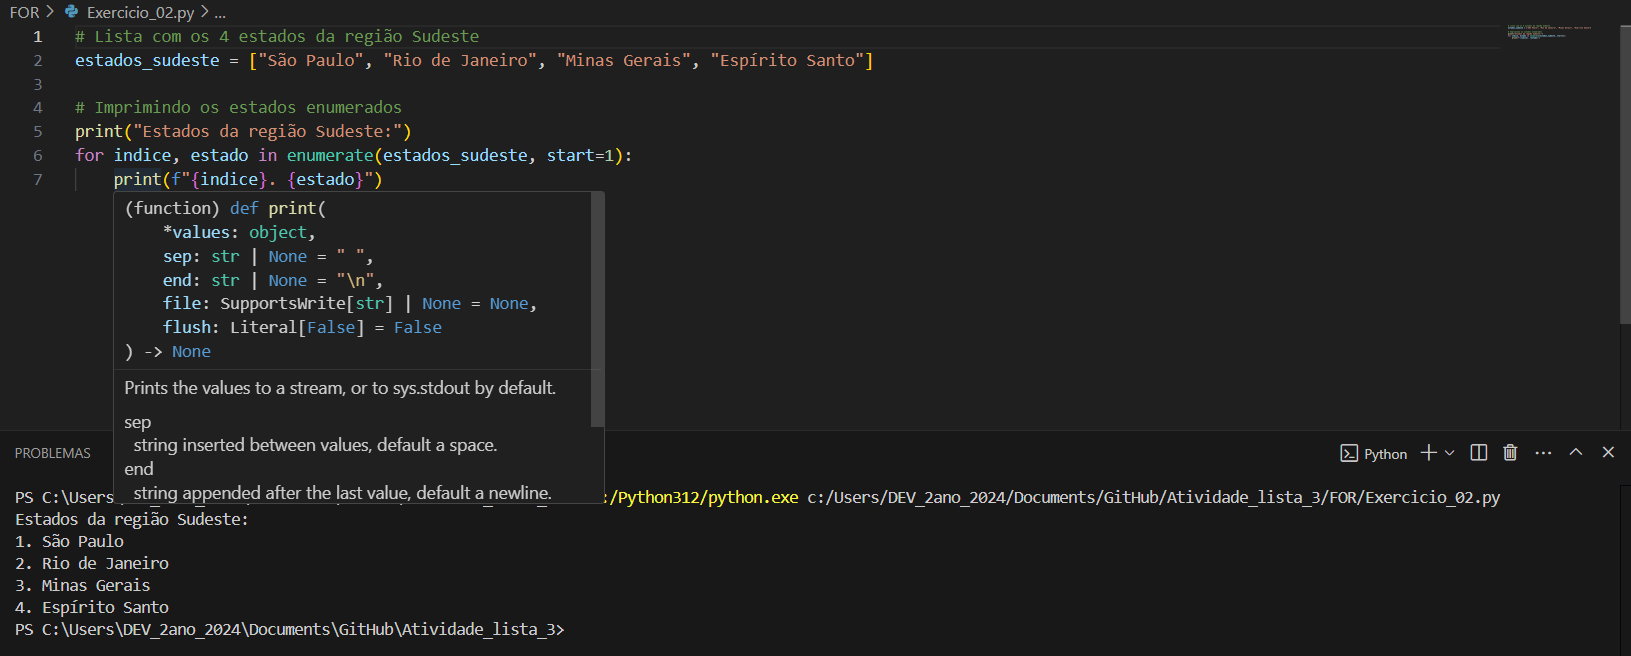 FOR > Exercicio_02.py > ...
1 # Lista com os 4 estados da região Sudeste
2 estados_sudeste = ["São Paulo", "Rio de Janeiro", "Minas Gerais", "Espírito Santo"]
3
4 # Imprimindo os estados enumerados
5 print("Estados da região Sudeste:")
6 for indice, estado in enumerate(estados_sudeste, start=1):
7 print(f"{indice}. {estado}")
(function) def print(
*values: object,
sep: str | None = " ",
end: str | None = "\n",
file: SupportsWrite[str] | None = None,
flush: Literal[False] = False
) -> None
Prints the values to a stream, or to sys.stdout by default.
sep
string inserted between values, default a space.
end
string appended after the last value, default a newline.
PROBLEMAS
Python
PS C:\Users :/Python312/python.exe c:/Users/DEV_2ano_2024/Documents/GitHub/Atividade_lista_3/FOR/Exercicio_02.py
Estados da região Sudeste:
1. São Paulo
2. Rio de Janeiro
3. Minas Gerais
4. Espírito Santo
PS C:\Users\DEV_2ano_2024\Documents\GitHub\Atividade_lista_3>